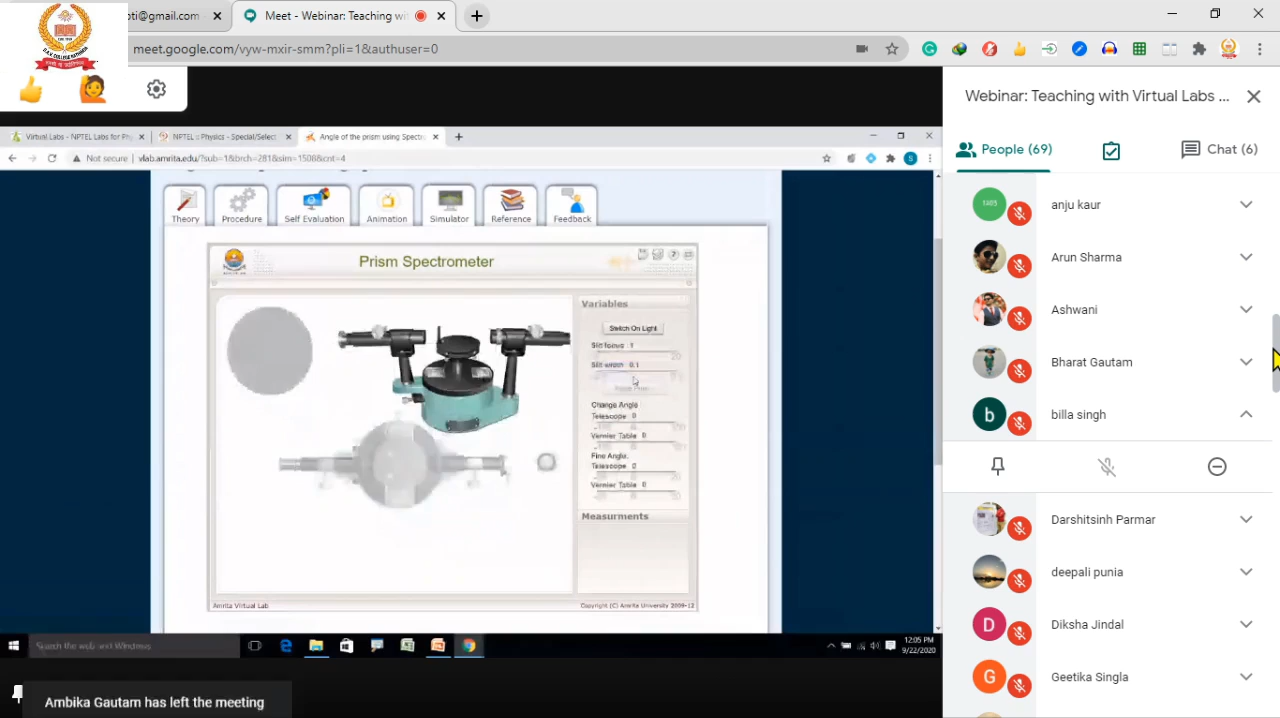 oti@gmail.com
Meet - Webinar: Teaching with
meet.google.com/vyw-mxir-smm?pli=1&authuser=0
Webinar: Teaching with Virtual Labs ...
People (69)
Chat (6)
Virtual Labs - NPTEL Labs for Ph
NPTEL :: Physics - Special/Select
Angle of the prism using Spectro
Not secure | vlab.amrita.edu/?sub=1&brch=281&sim=1508&cnt=4
Theory
Procedure
Self Evaluation
Animation
Simulator
Reference
Feedback
Prism Spectrometer
Variables
Switch On Light
Slit focus 1
Slit width 0.1
Change Angle
Telescope 0
Vernier Table 0
Fine Angle.
Telescope 0
Vernier Table 0
Measurments
Amrita Virtual Lab
Copyright (C) Amrita University 2009-12
Search the web and Windows
12:05 PM
9/22/2020
Ambika Gautam has left the meeting
anju kaur
Arun Sharma
Ashwani
Bharat Gautam
b
billa singh
Darshitsinh Parmar
deepali punia
D
Diksha Jindal
G
Geetika Singla